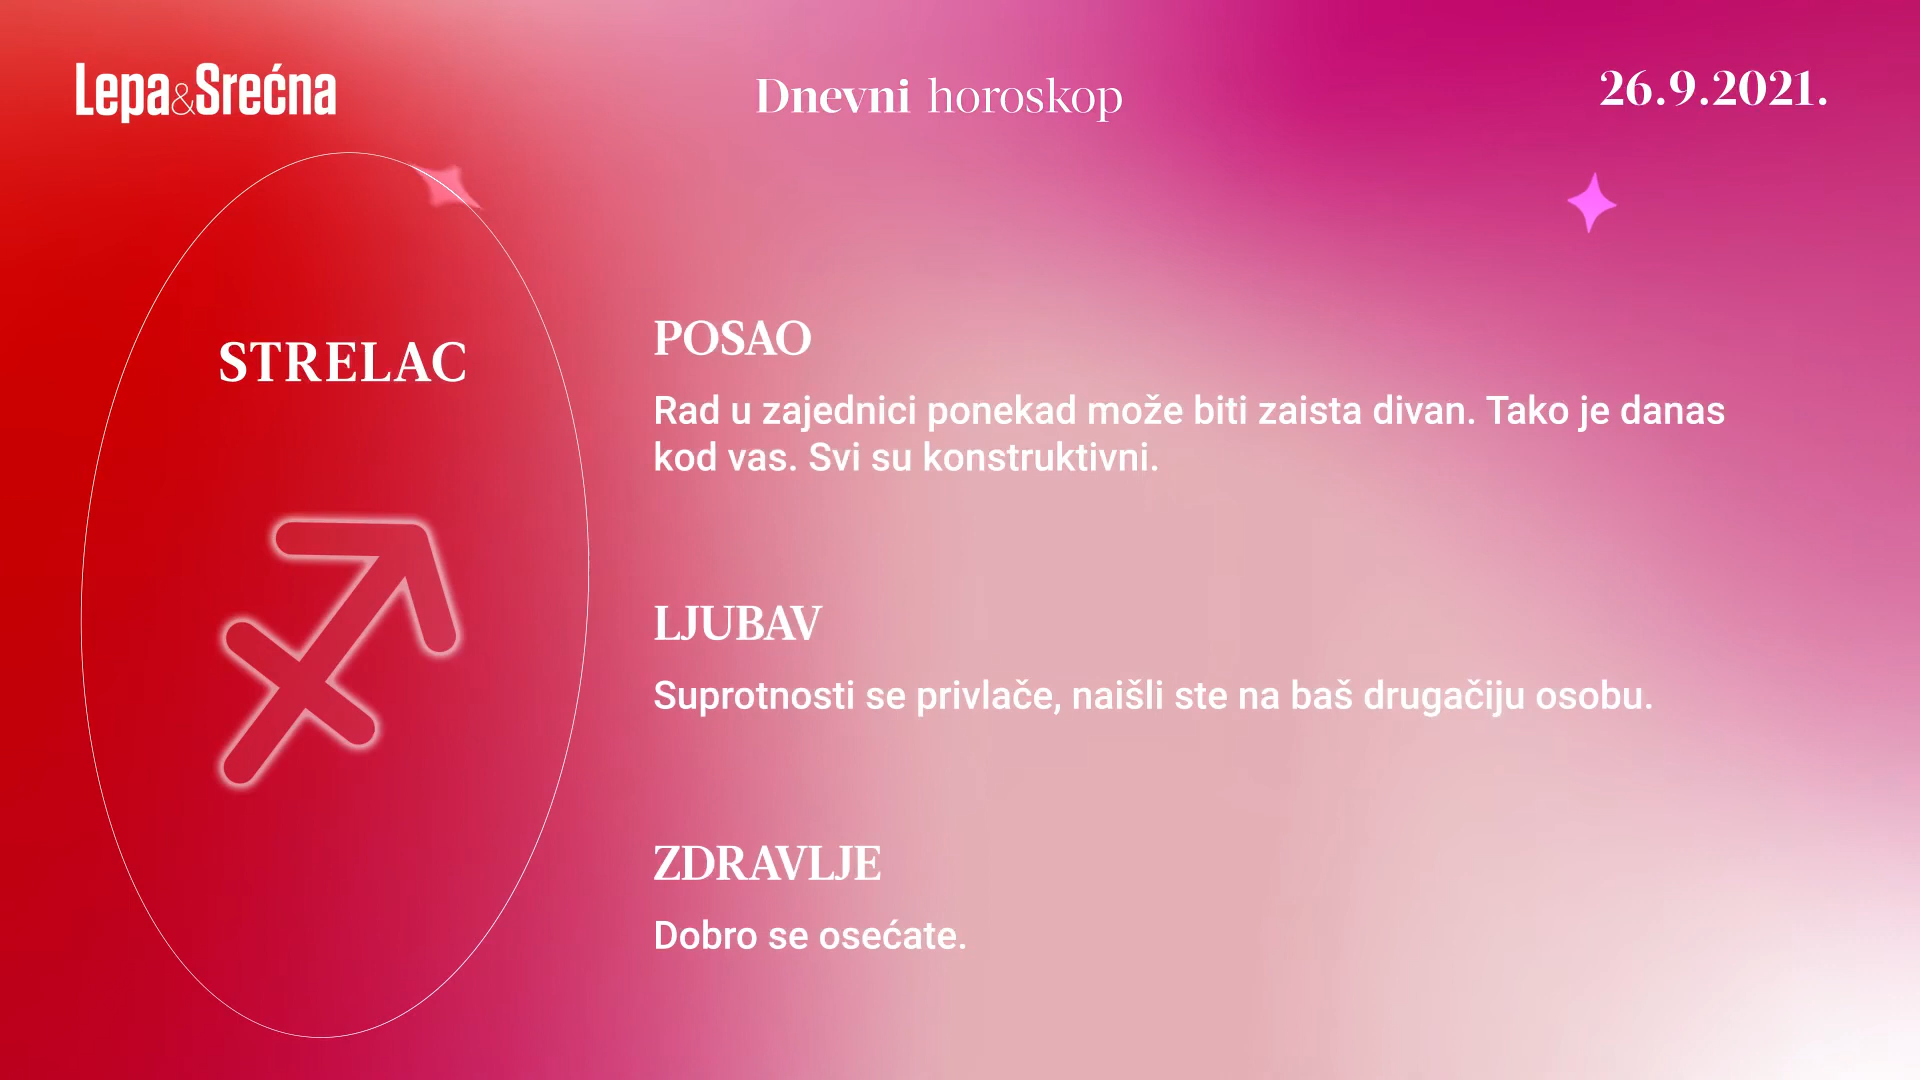 Lepa&Srećna
Dnevni horoskop
26.9.2021.
STRELAC
POSAO
Rad u zajednici ponekad može biti zaista divan. Tako je danas
kod vas. Svi su konstruktivni.
LJUBAV
Suprotnosti se privlače, naišli ste na baš drugačiju osobu.
ZDRAVLJE
Dobro se osećate.